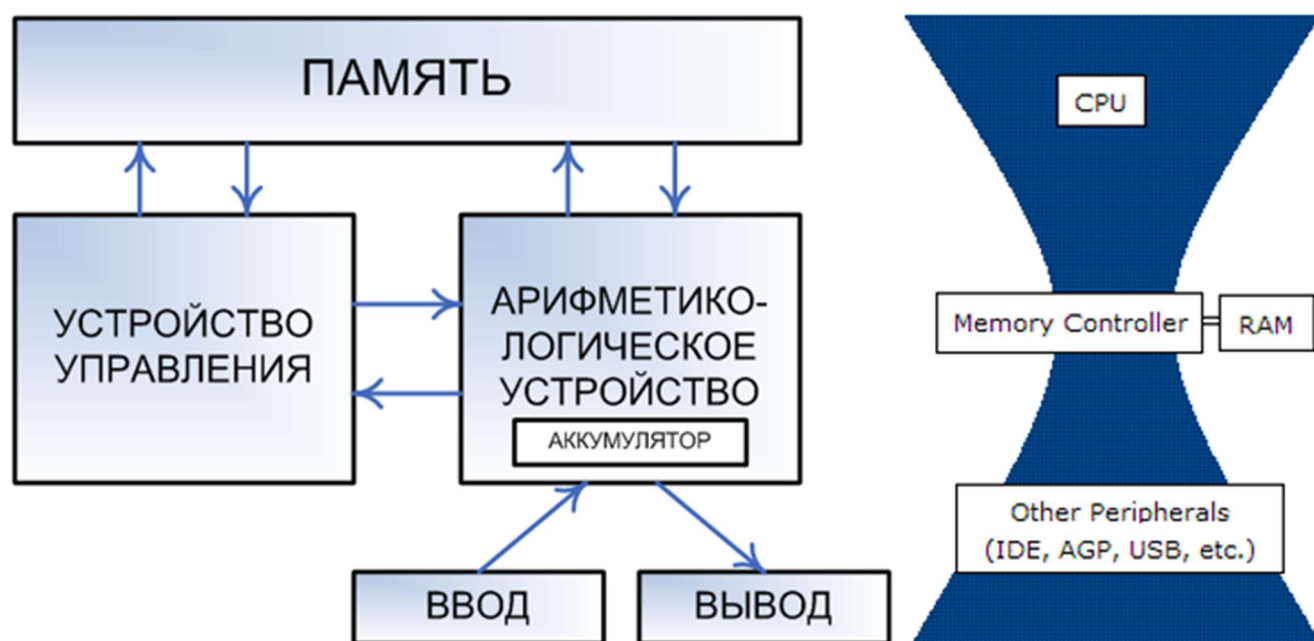 ПАМЯТЬ
УСТРОЙСТВО
УПРАВЛЕНИЯ
АРИФМЕТИКО-
ЛОГИЧЕСКОЕ
УСТРОЙСТВО
АККУМУЛЯТОР
ВВОД
ВЫВОД
CPU
Memory Controller
RAM
Other Peripherals
(IDE, AGP, USB, etc.)